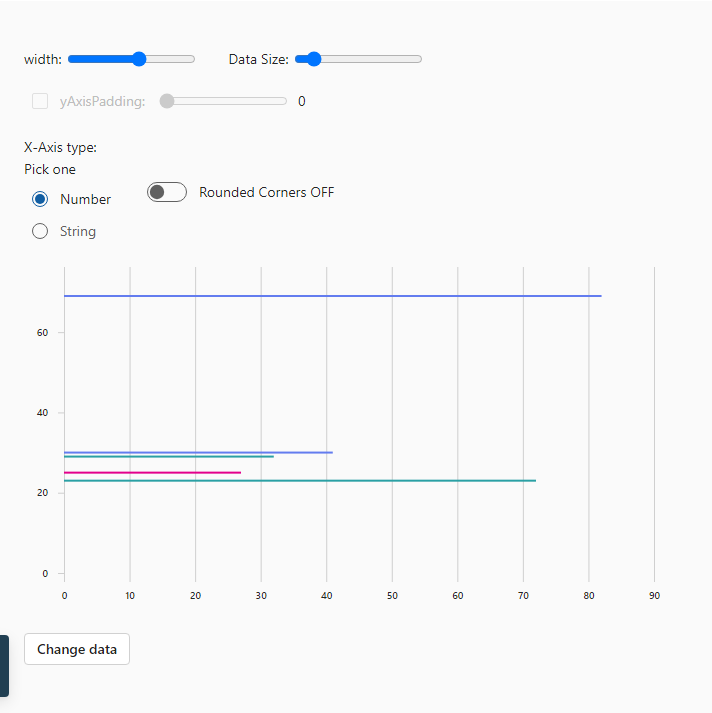 width: Data Size:
yAxisPadding: 0
X-Axis type:
Pick one
Number Rounded Corners OFF
String
60
40
20
0
0 10 20 30 40 50 60 70 80 90
Change data